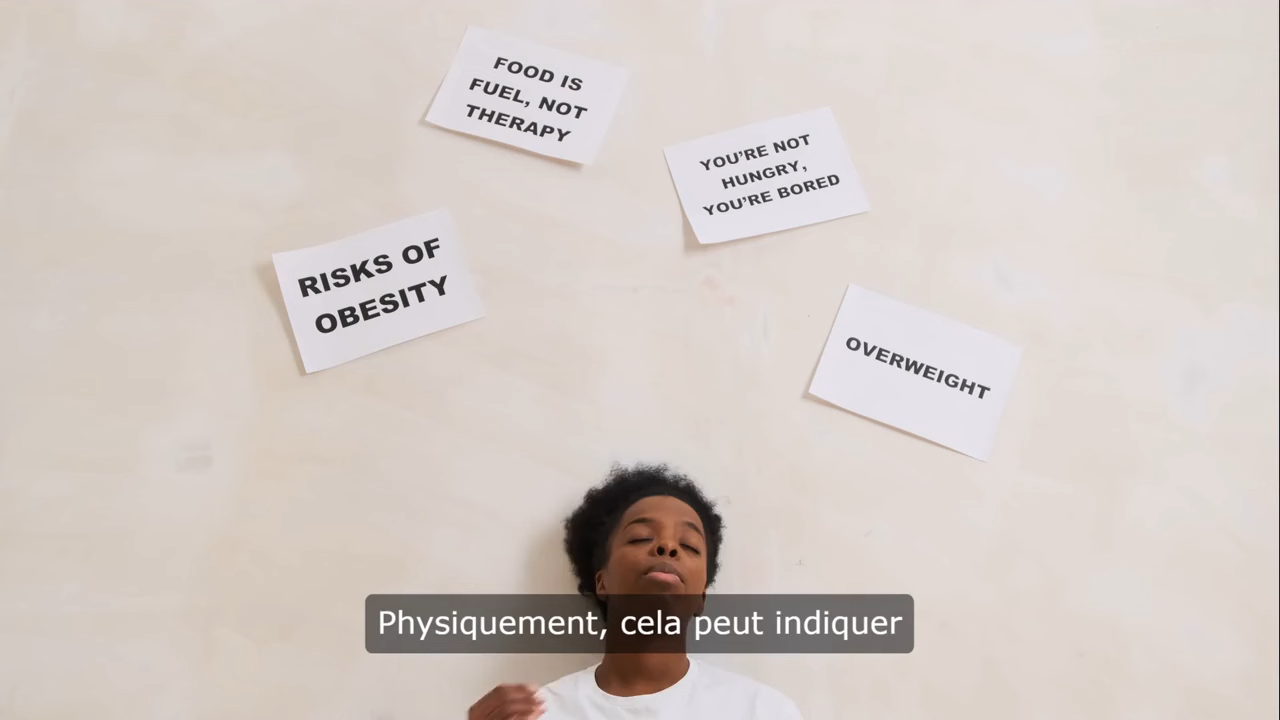 FOOD IS
FUEL, NOT
THERAPY
YOU'RE NOT
HUNGRY,
YOU'RE BORED
RISKS OF
OBESITY
OVERWEIGHT
Physiquement, cela peut indiquer